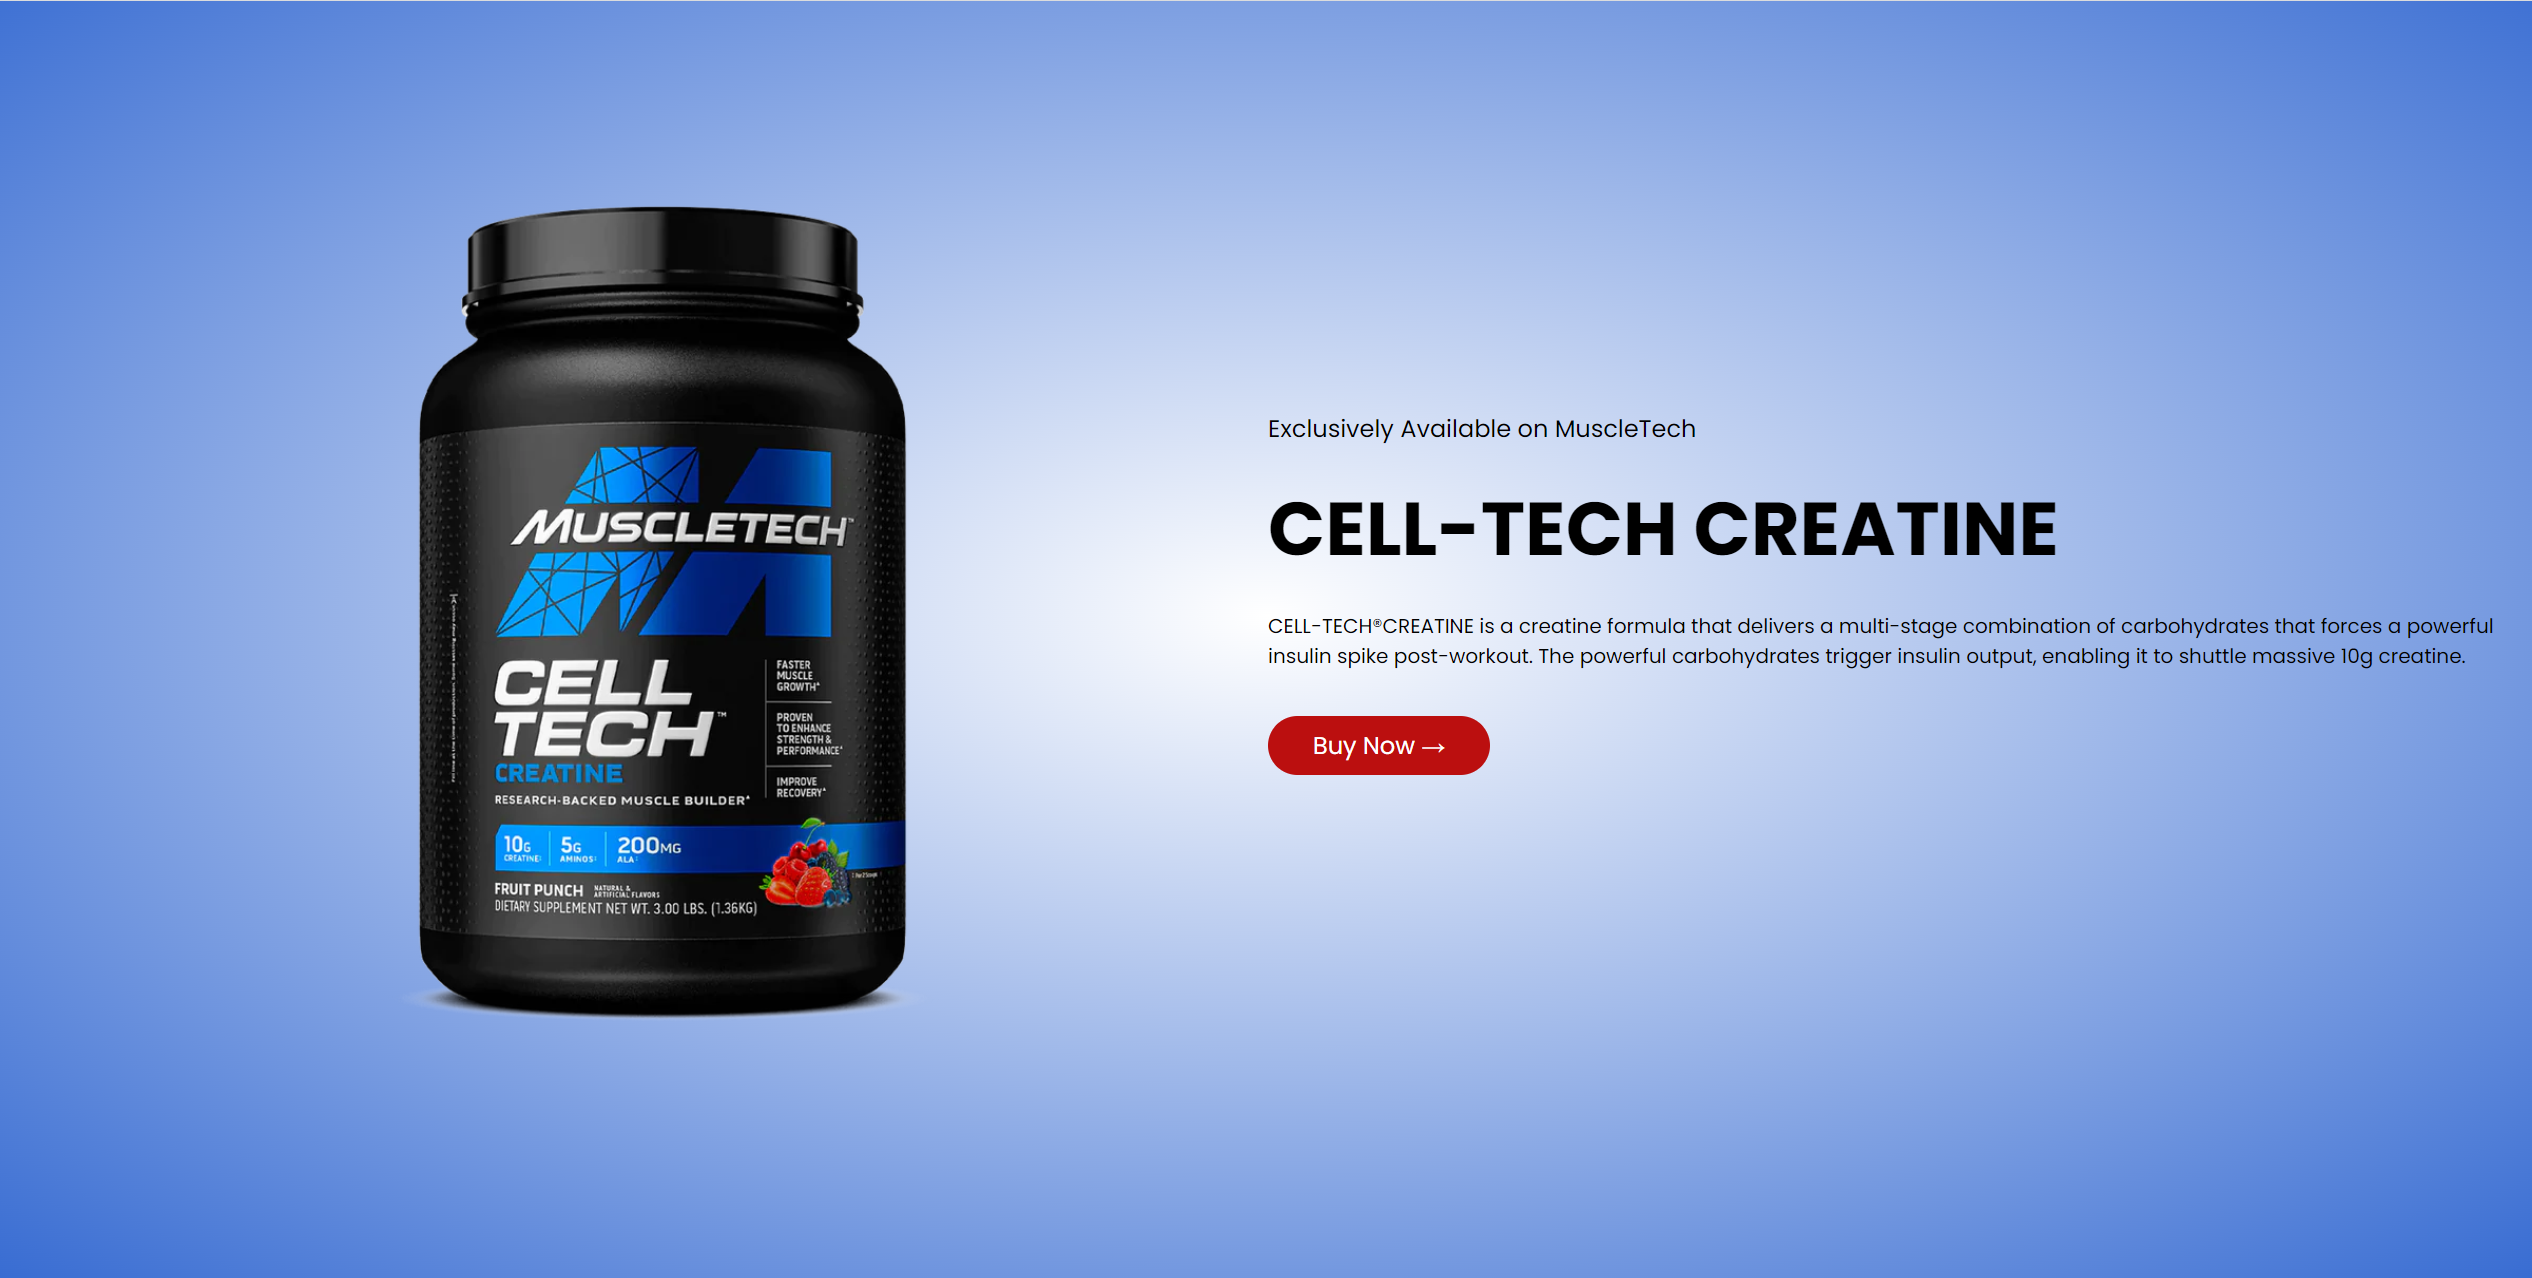 MUSCLETECH™
CELL
TECH™
CREATINE
RESEARCH-BACKED MUSCLE BUILDER
FASTER
MUSCLE
GROWTH
PROVEN
TO ENHANCE
STRENGTH &
PERFORMANCE
IMPROVE
RECOVERY
10G
CREATINE
5G
AMINOS
200MG
ALA
FRUIT PUNCH
NATURAL &
ARTIFICIAL FLAVORS
DIETARY SUPPLEMENT NET WT. 3.00 LBS. (1.36KG)
Exclusively Available on MuscleTech
CELL-TECH CREATINE
CELL-TECH®CREATINE is a creatine formula that delivers a multi-stage combination of carbohydrates that forces a powerful
insulin spike post-workout. The powerful carbohydrates trigger insulin output, enabling it to shuttle massive 10g creatine.
Buy Now →